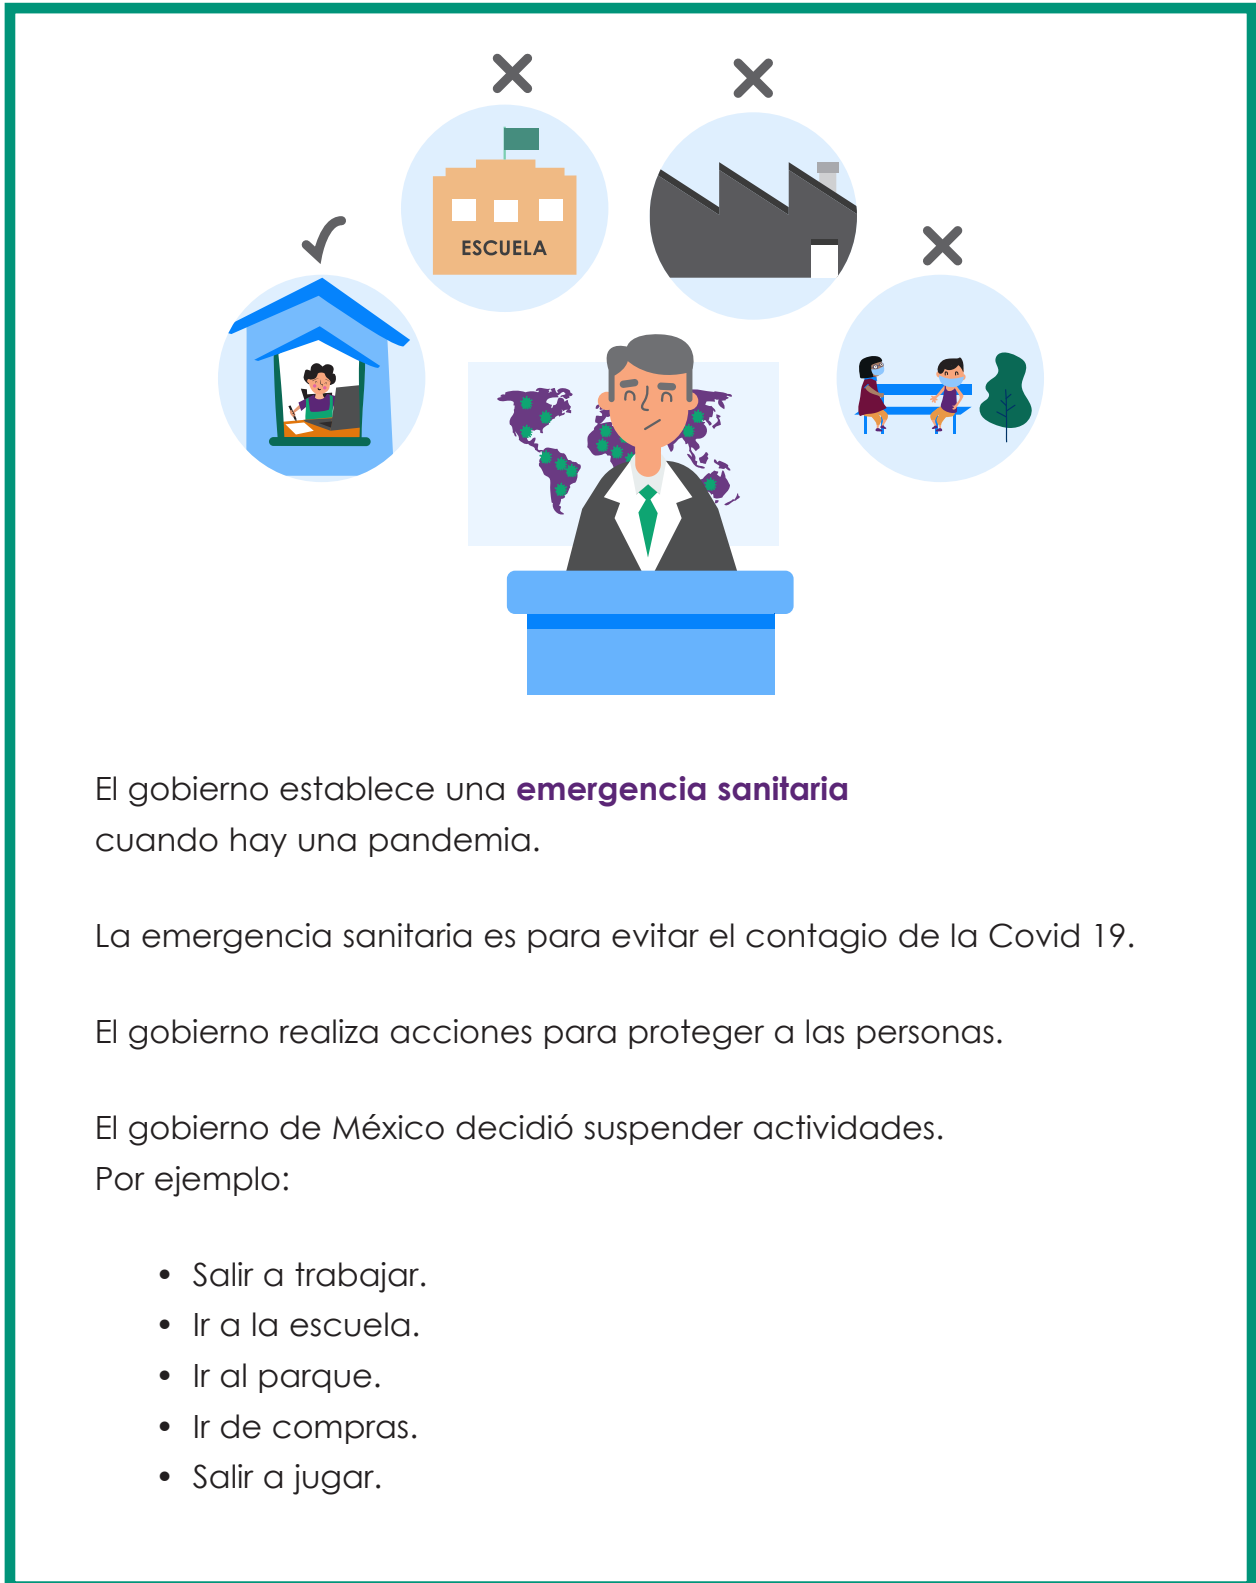 ESCUELA
El gobierno establece una emergencia sanitaria
cuando hay una pandemia.
La emergencia sanitaria es para evitar el contagio de la Covid 19.
El gobierno realiza acciones para proteger a las personas.
El gobierno de México decidió suspender actividades.
Por ejemplo:
• Salir a trabajar.
• Ir a la escuela.
• Ir al parque.
• Ir de compras.
• Salir a jugar.